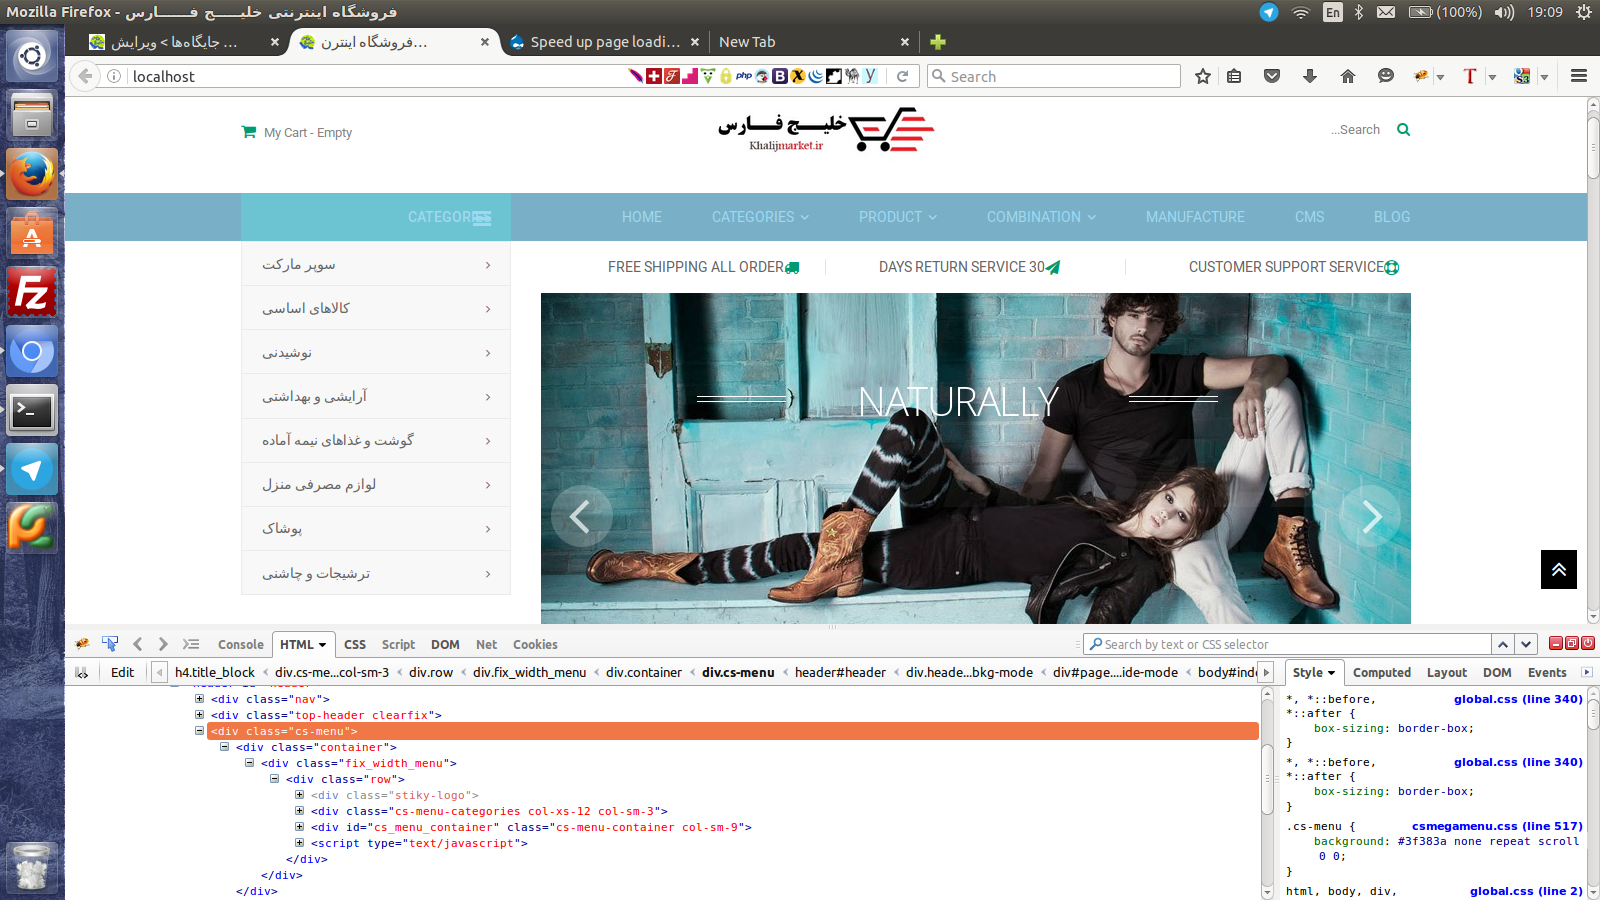 Mozilla Firefox - فروشگاه اینترنتی خلیـــج فــــارس
En
(100%)
19:09
جایگاه‌ها > ویرایش ...
فروشگاه اینترن...
Speed up page loadi...
New Tab
localhost
php
Search
My Cart - Empty
خلیـج فـارس
Khalijmarket.ir
...Search
CATEGORIES
HOME
CATEGORIES
PRODUCT
COMBINATION
MANUFACTURE
CMS
BLOG
سوپر مارکت
کالاهای اساسی
نوشیدنی
آرایشی و بهداشتی
گوشت و غذاهای نیمه آماده
لوازم مصرفی منزل
پوشاک
ترشیجات و چاشنی
FREE SHIPPING ALL ORDER
DAYS RETURN SERVICE 30
CUSTOMER SUPPORT SERVICE
NATURALLY
Console
HTML
CSS
Script
DOM
Net
Cookies
Search by text or CSS selector
Edit
h4.title_block < div.cs-me...col-sm-3 < div.row < div.fix_width_menu < div.container < div.cs-menu < header#header < div.heade...bkg-mode < div#page....ide-mode < body#inde
Style
Computed
Layout
DOM
Events
<div class="nav">
<div class="top-header clearfix">
<div class="cs-menu">
<div class="container">
<div class="fix_width_menu">
<div class="row">
<div class="stiky-logo">
<div class="cs-menu-categories col-xs-12 col-sm-3">
<div id="cs_menu_container" class="cs-menu-container col-sm-9">
<script type="text/javascript">
</div>
</div>
</div>
*, *::before, global.css (line 340)
*::after {
box-sizing: border-box;
}
*, *::before, global.css (line 340)
*::after {
box-sizing: border-box;
}
.cs-menu { csmegamenu.css (line 517)
background: #3f383a none repeat scroll
0 0;
}
html, body, div, global.css (line 2)